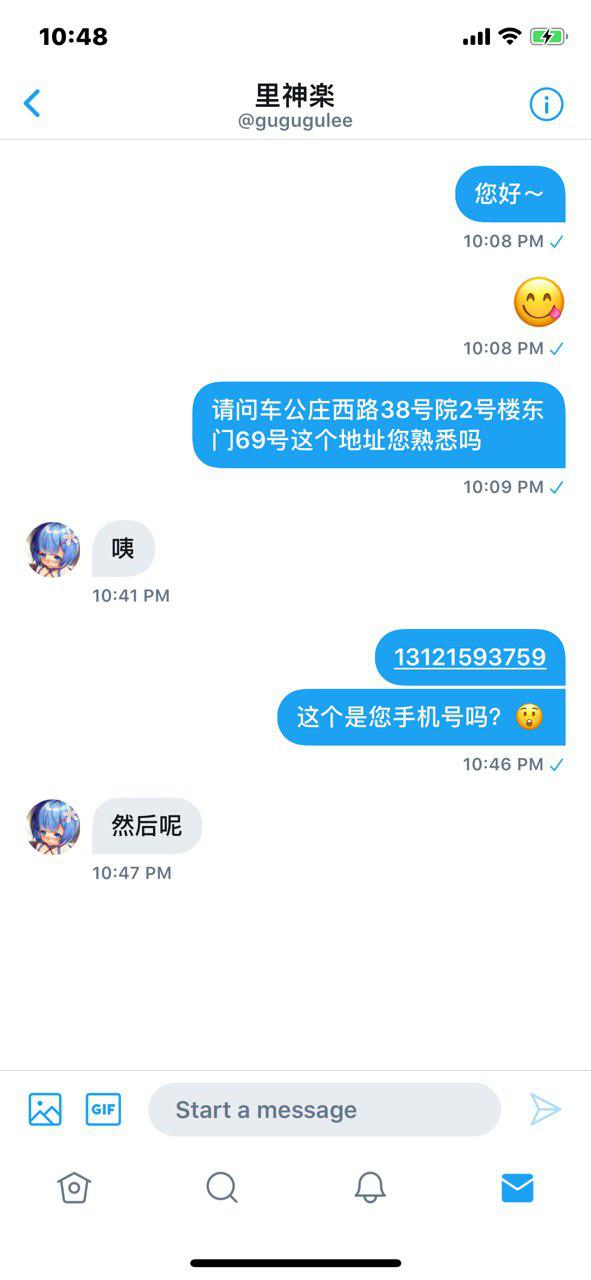 10:48
里神楽
@gugugulee
您好～
10:08 PM ✓
😋
10:08 PM ✓
请问车公庄西路38号院2号楼东
门69号这个地址您熟悉吗
10:09 PM ✓
咦
10:41 PM
13121593759
这个是您手机号吗? 😲
10:46 PM ✓
然后呢
10:47 PM
GIF
Start a message